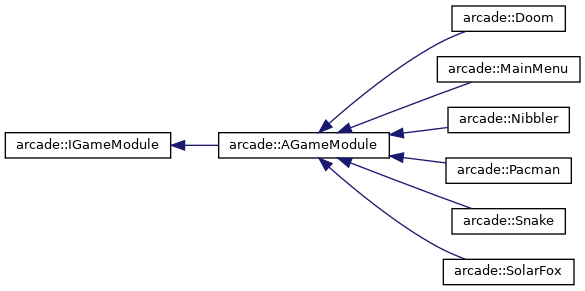 arcade::Doom
arcade::MainMenu
arcade::Nibbler
arcade::IGameModule
arcade::AGameModule
arcade::Pacman
arcade::Snake
arcade::SolarFox